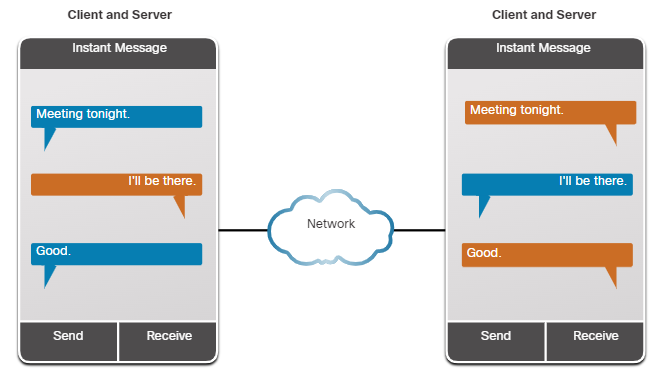 Client and Server
Instant Message
Meeting tonight.
I'll be there.
Good.
Send
Receive
Network
Client and Server
Instant Message
Meeting tonight.
I'll be there.
Good.
Send
Receive